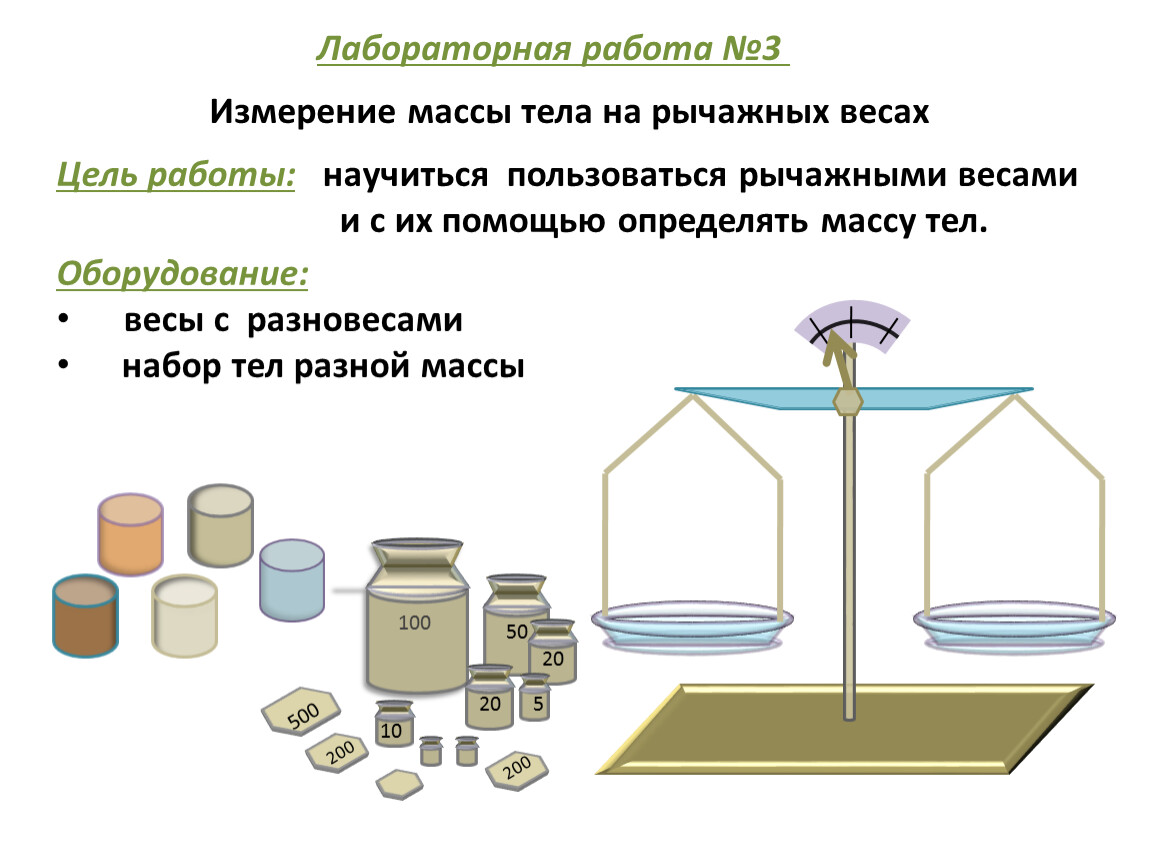 Лабораторная работа №3
Измерение массы тела на рычажных весах
Цель работы: научиться пользоваться рычажными весами
и с их помощью определять массу тел.
Оборудование:
• весы с разновесами
• набор тел разной массы
100
50
20
20
5
500
10
200
200